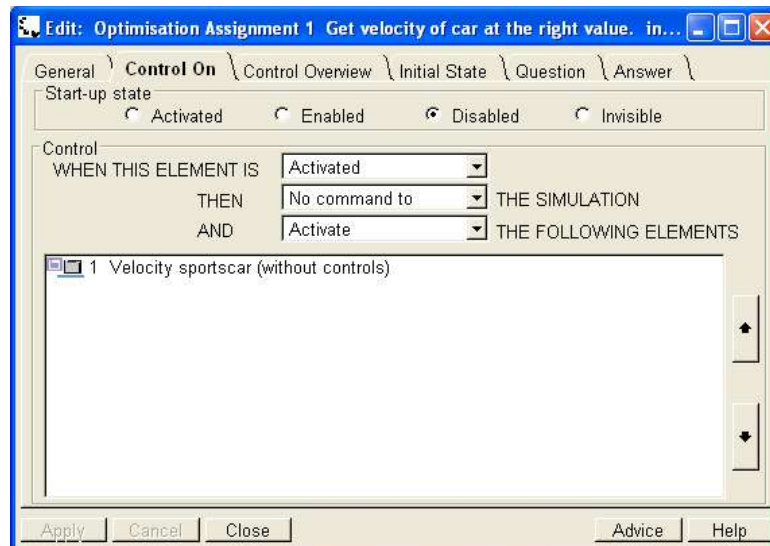 Edit: Optimisation Assignment 1 Get velocity of car at the right value. in...
General Control On Control Overview Initial State Question Answer
Start-up state
Activated Enabled Disabled Invisible
Control
WHEN THIS ELEMENT IS Activated
THEN No command to THE SIMULATION
AND Activate THE FOLLOWING ELEMENTS
1 Velocity sportscar (without controls)
Apply Cancel Close Advice Help